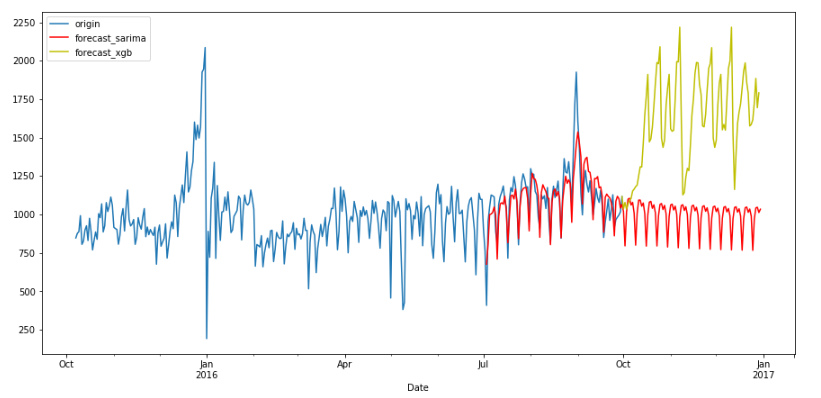 origin
forecast_sarima
forecast_xgb
2250
2000
1750
1500
1250
1000
750
500
250
Oct
Jan
2016
Apr
Jul
Oct
Jan
2017
Date